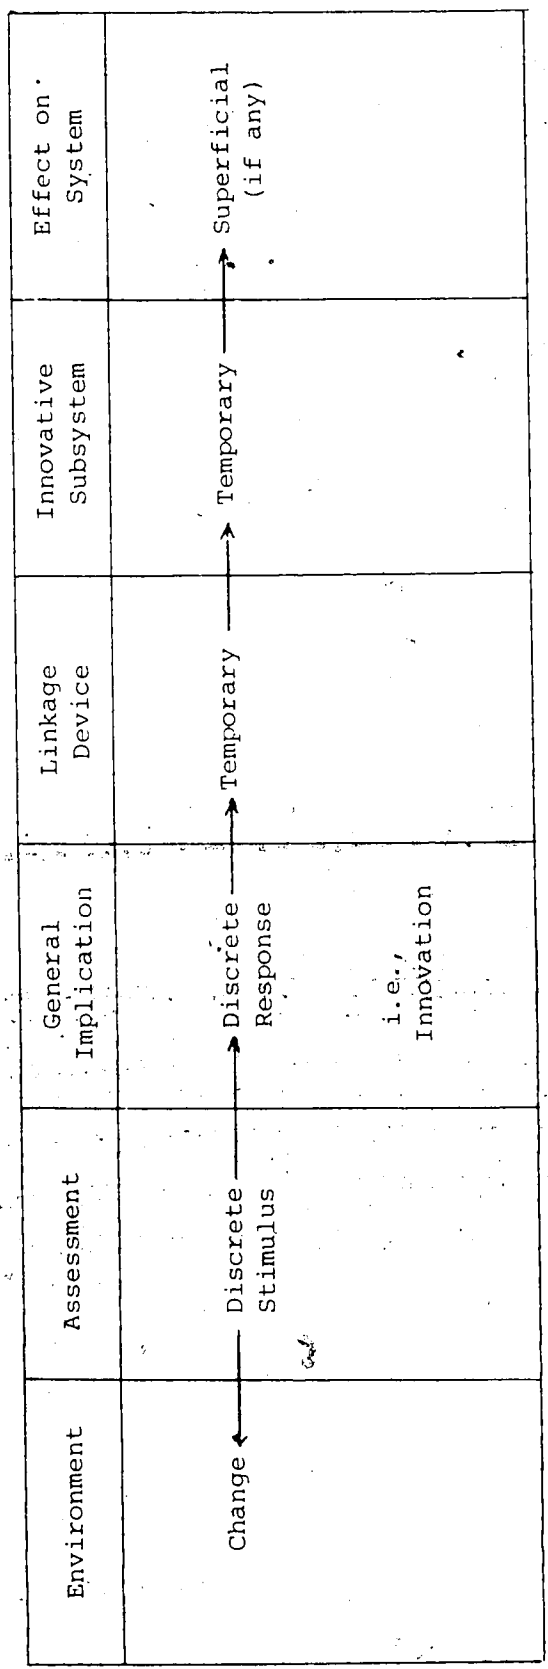 Environment
Assessment
General
Implication
Linkage
Device
Innovative
Subsystem
Effect on
System
Change
Discrete
Stimulus
Discrete
Response
i.e.,
Innovation
Temporary
Temporary
Superficial
(if any)